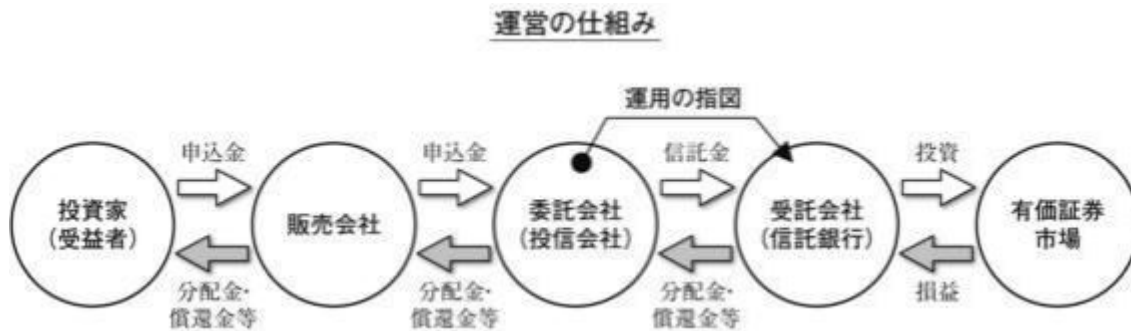 運営の仕組み
運用の指図
申込金
申込金
信託金
投資
投資家
(受益者)
販売会社
委託会社
(投信会社)
受託会社
(信託銀行)
有価証券
市場
分配金・
償還金等
分配金・
償還金等
分配金・
償還金等
損益